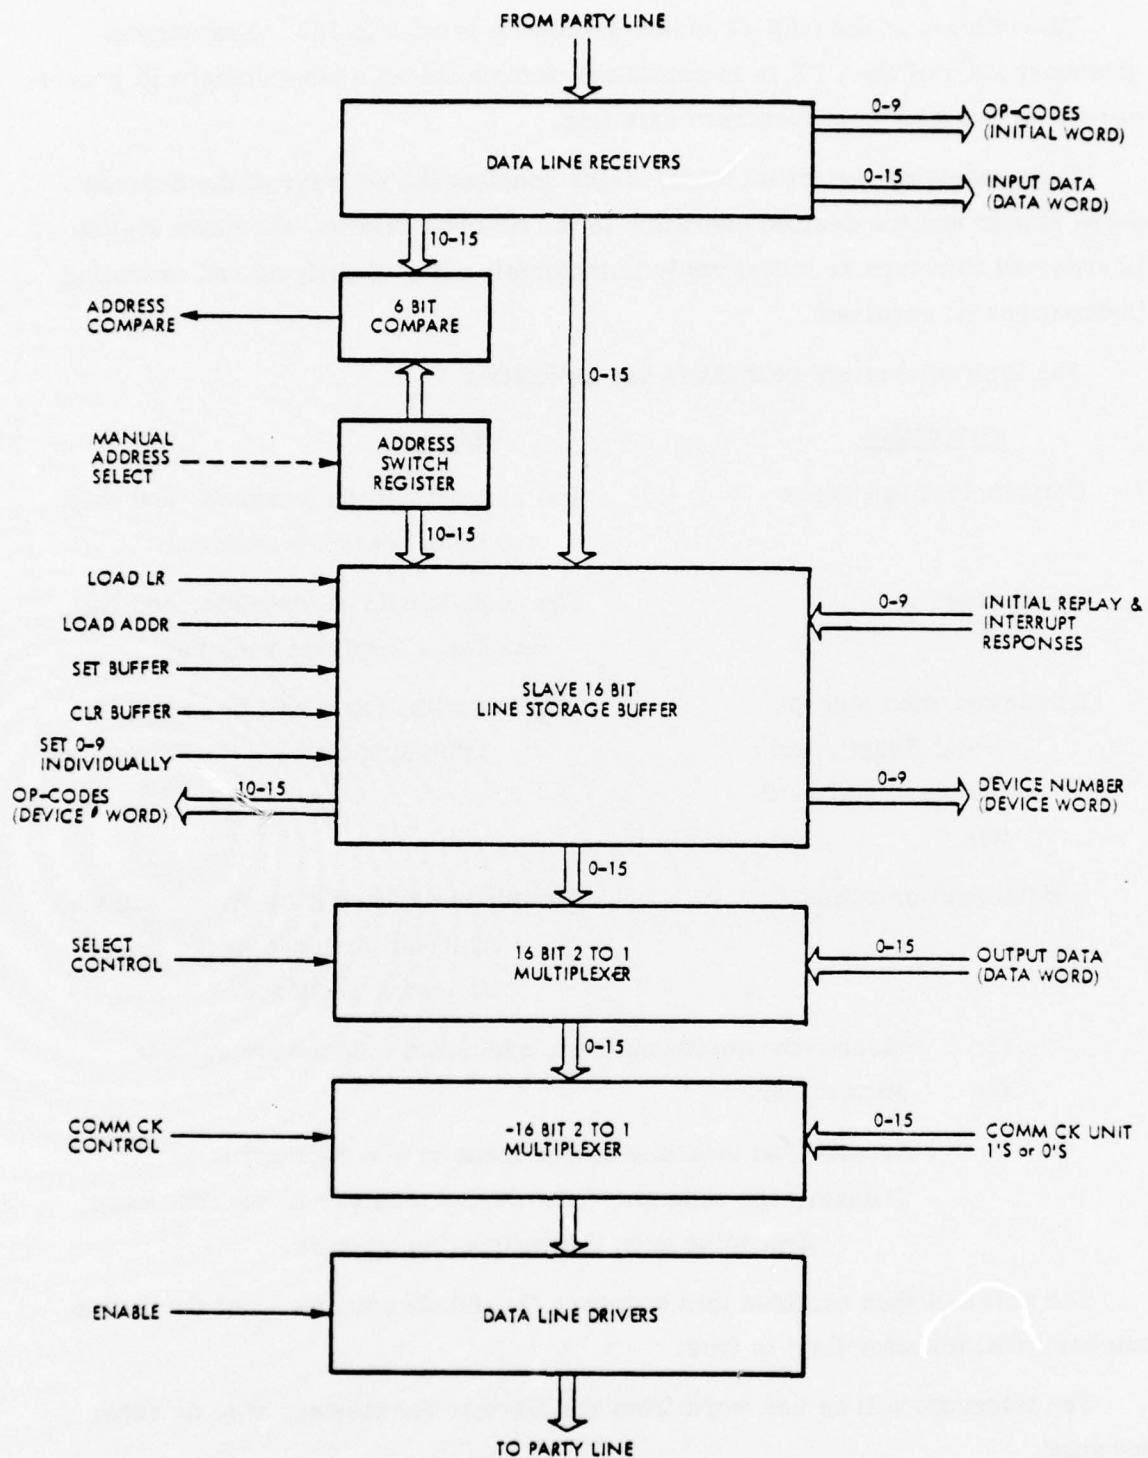 FROM PARTY LINE
0-9
OP-CODES
(INITIAL WORD)
DATA LINE RECEIVERS
0-15
INPUT DATA
(DATA WORD)
10-15
ADDRESS
COMPARE
6 BIT
COMPARE
0-15
MANUAL
ADDRESS
SELECT
ADDRESS
SWITCH
REGISTER
10-15
LOAD LR
LOAD ADDR
SET BUFFER
CLR BUFFER
SET 0-9
INDIVIDUALLY
OP-CODES
(DEVICE # WORD)
10-15
SLAVE 16 BIT
LINE STORAGE BUFFER
0-9
INITIAL REPLAY &
INTERRUPT
RESPONSES
0-9
DEVICE NUMBER
(DEVICE WORD)
0-15
SELECT
CONTROL
16 BIT 2 TO 1
MULTIPLEXER
0-15
OUTPUT DATA
(DATA WORD)
0-15
COMM CK
CONTROL
-16 BIT 2 TO 1
MULTIPLEXER
0-15
COMM CK UNIT
1'S or 0'S
ENABLE
DATA LINE DRIVERS
TO PARTY LINE